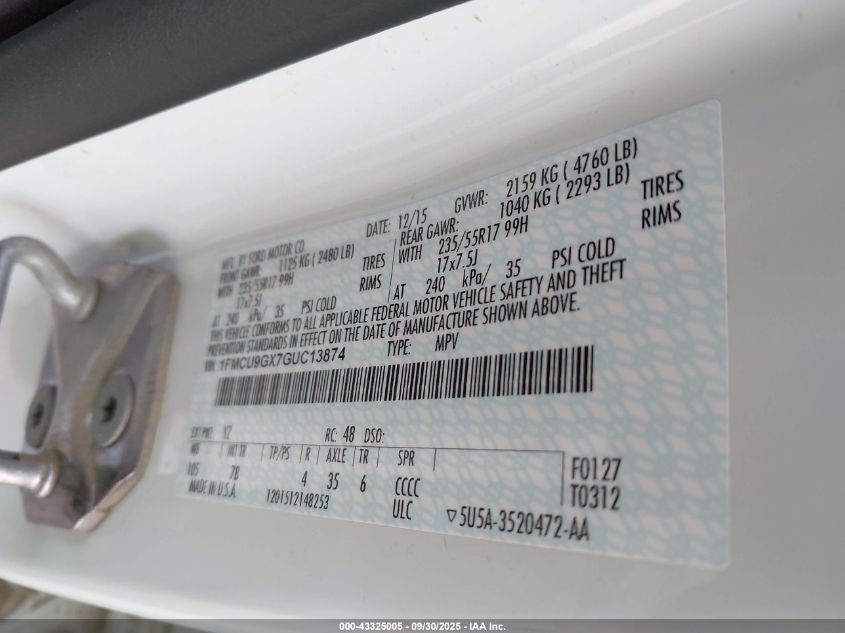 MFD. BY FORD MOTOR CO.
DATE: 12/15 GVWR: 2159 KG ( 4760 LB)
FRONT GAWR: 1125 KG ( 2480 LB) REAR GAWR: 1040 KG ( 2293 LB)
WITH 235/55R17 99H TIRES WITH 235/55R17 99H TIRES
17x7.5J RIMS 17x7.5J RIMS
AT 240 kPa/ 35 PSI COLD AT 240 kPa/ 35 PSI COLD
THIS VEHICLE CONFORMS TO ALL APPLICABLE FEDERAL MOTOR VEHICLE SAFETY AND THEFT
PREVENTION STANDARDS IN EFFECT ON THE DATE OF MANUFACTURE SHOWN ABOVE.
VIN: 1FMCU9GX7GUC13874 TYPE: MPV
EXT PNT: YZ RC: 48 DSO:
WB INT TR TP/PS R AXLE TR SPR
105 7B 4 35 6 CCCC
F0127
T0312
MADE IN U.S.A. 1201512148253 ULC ▽5U5A-3520472-AA
000-43325005 - 09/30/2025 - IAA Inc.